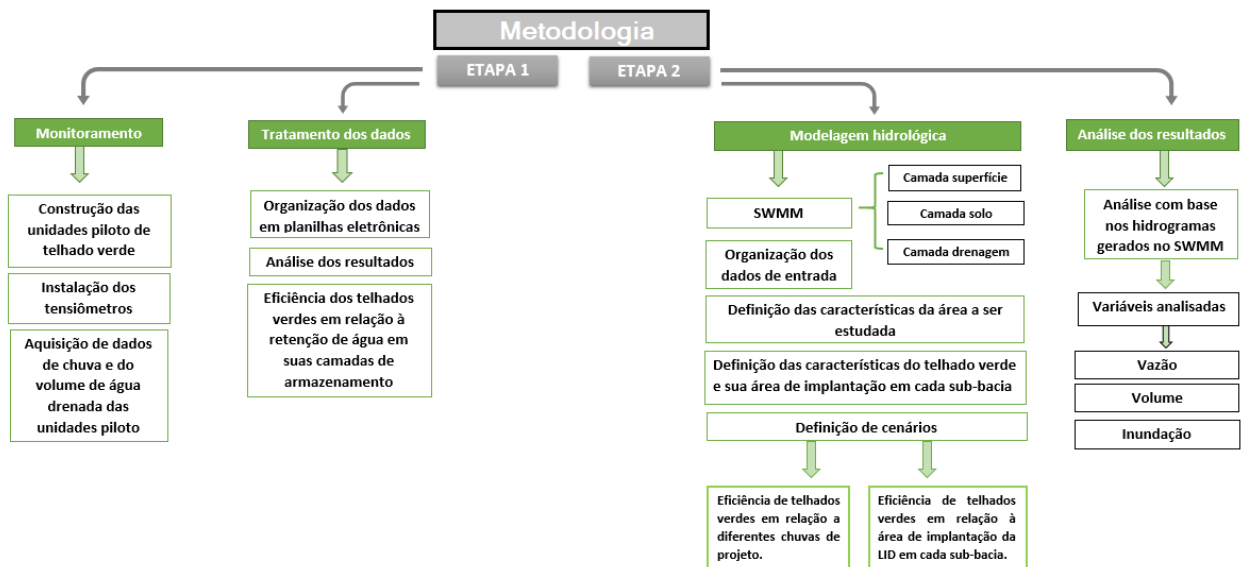 Metodologia
ETAPA 1
ETAPA 2
Monitoramento
Construção das
unidades piloto de
telhado verde
Instalação dos
tensiômetros
Aquisição de dados
de chuva e do
volume de água
drenada das
unidades piloto
Tratamento dos dados
Organização dos dados
em planilhas eletrônicas
Análise dos resultados
Eficiência dos telhados
verdes em relação à
retenção de água em
suas camadas de
armazenamento
Modelagem hidrológica
SWMM
Camada superfície
Camada solo
Camada drenagem
Organização dos
dados de entrada
Definição das características da área a ser
estudada
Definição das características do telhado verde
e sua área de implantação em cada sub-bacia
Definição de cenários
Eficiência de telhados
verdes em relação a
diferentes chuvas de
projeto.
Eficiência de telhados
verdes em relação à
área de implantação da
LID em cada sub-bacia.
Análise dos resultados
Análise com base
nos hidrogramas
gerados no SWMM
Variáveis analisadas
Vazão
Volume
Inundação